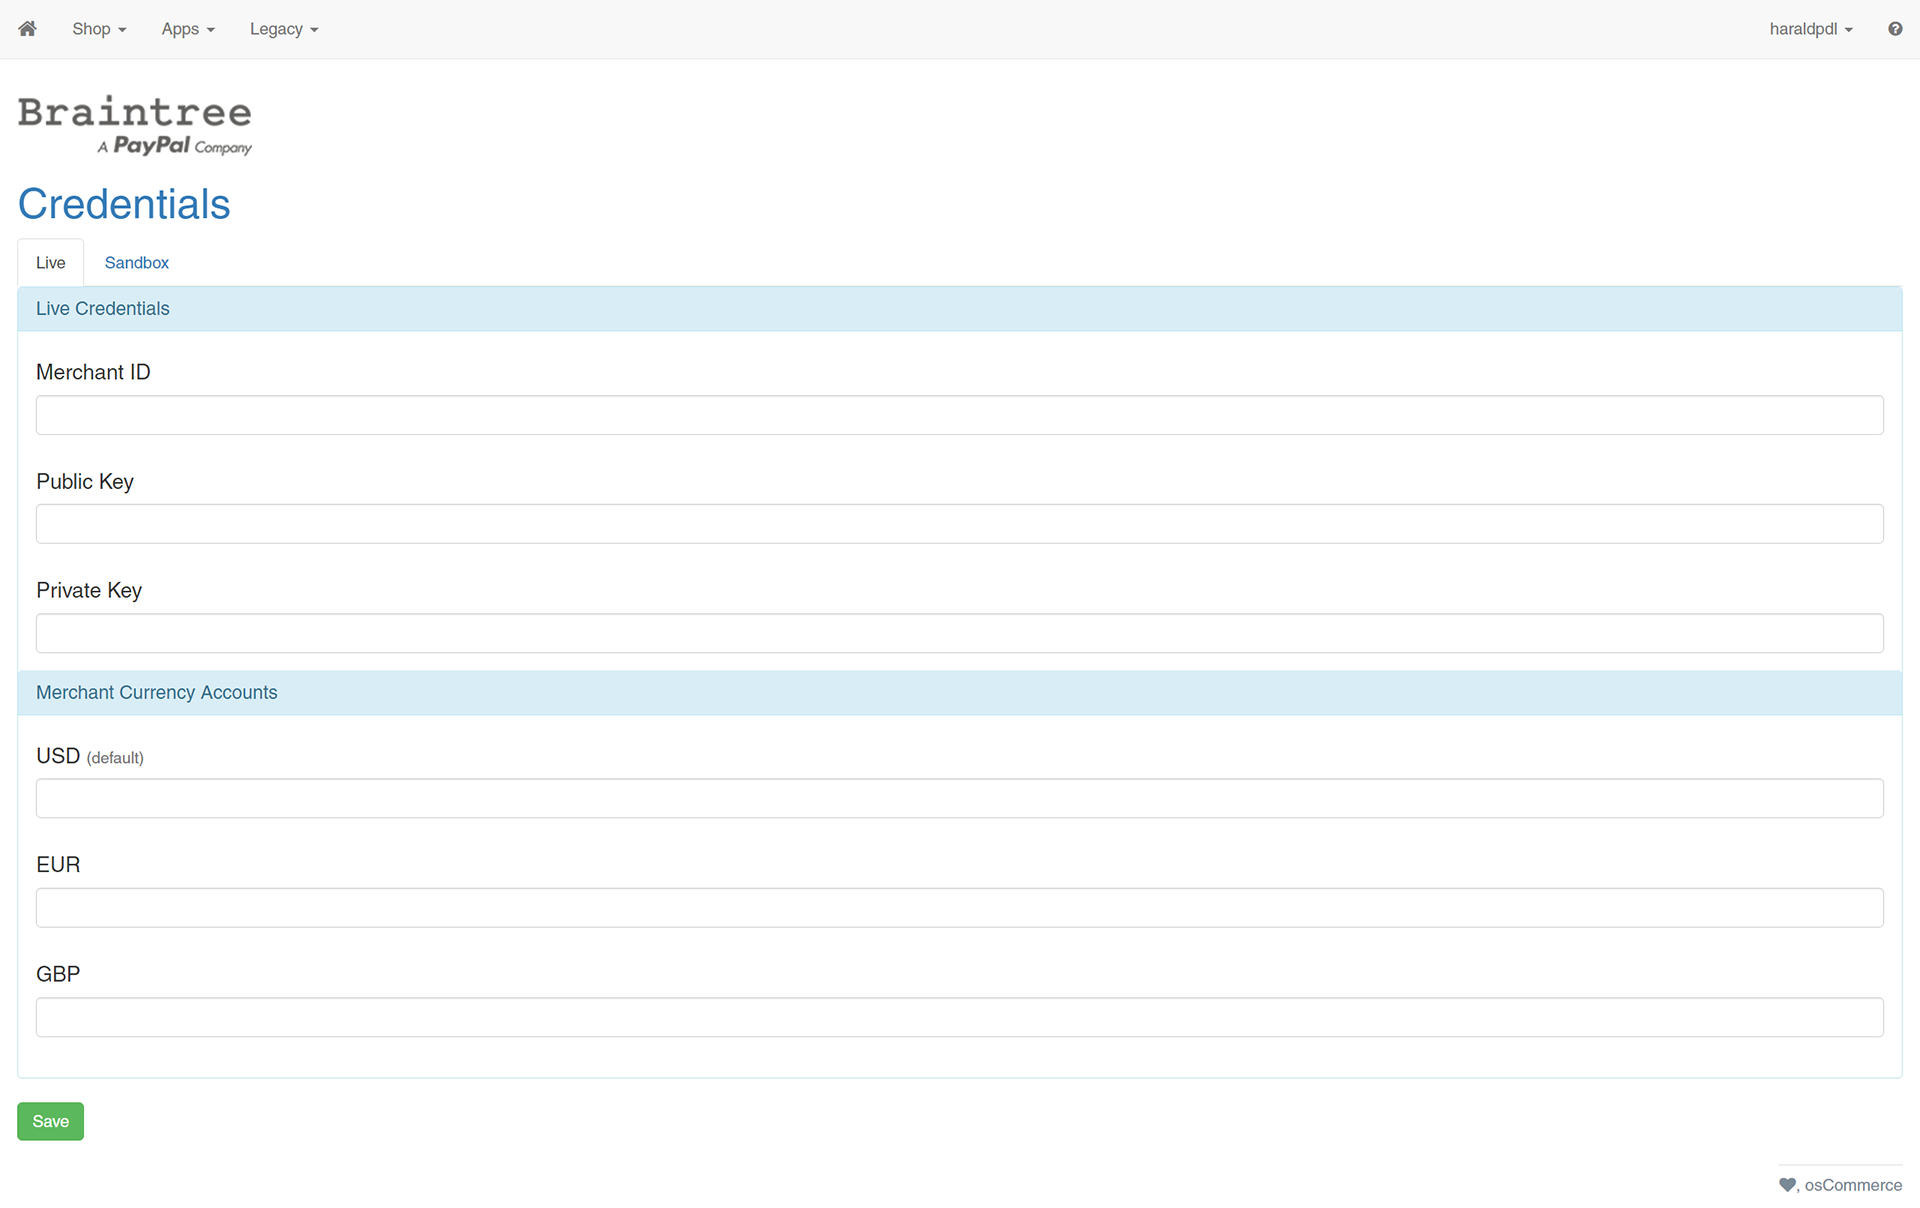 Shop Apps Legacy haraldpdl
Braintree
A PayPal Company
Credentials
Live Sandbox
Live Credentials
Merchant ID
Public Key
Private Key
Merchant Currency Accounts
USD (default)
EUR
GBP
Save
, osCommerce